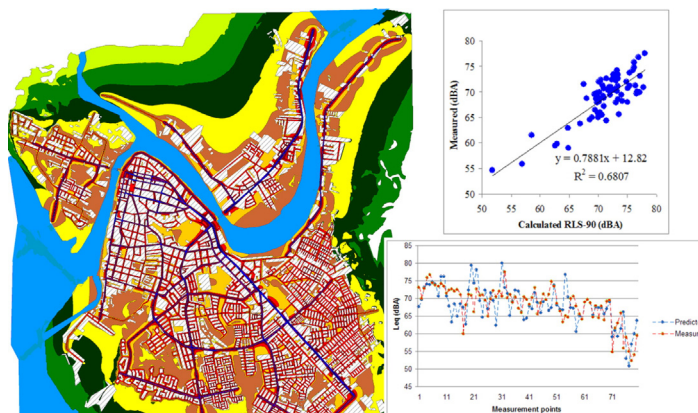 Measured (dBA)
80
75
70
65
60
55
50
y = 0.7881x + 12.82
R² = 0.6807
50 55 60 65 70 75 80
Calculated RLS-90 (dBA)
Leq (dBA)
85
80
75
70
65
60
55
50
45
1 11 21 31 41 51 61 71
Measurement points
Predict
Measur